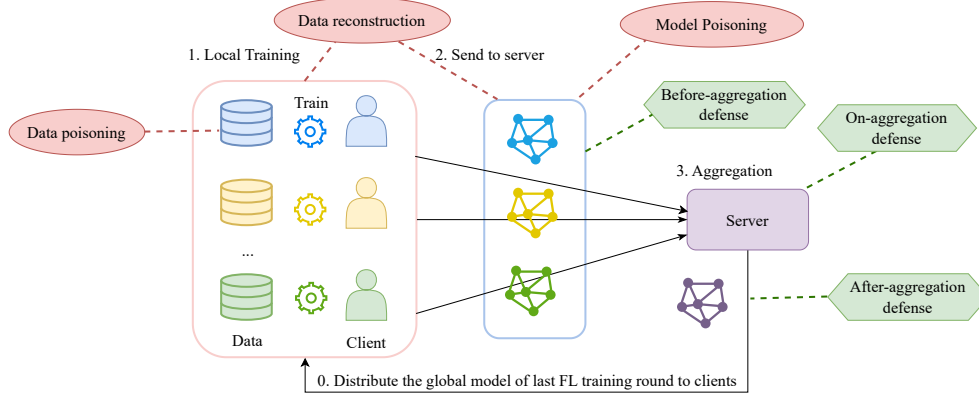 Data reconstruction
Model Poisoning
1. Local Training
2. Send to server
Data poisoning
Train
Before-aggregation
defense
On-aggregation
defense
3. Aggregation
Server
...
After-aggregation
defense
Data
Client
0. Distribute the global model of last FL training round to clients